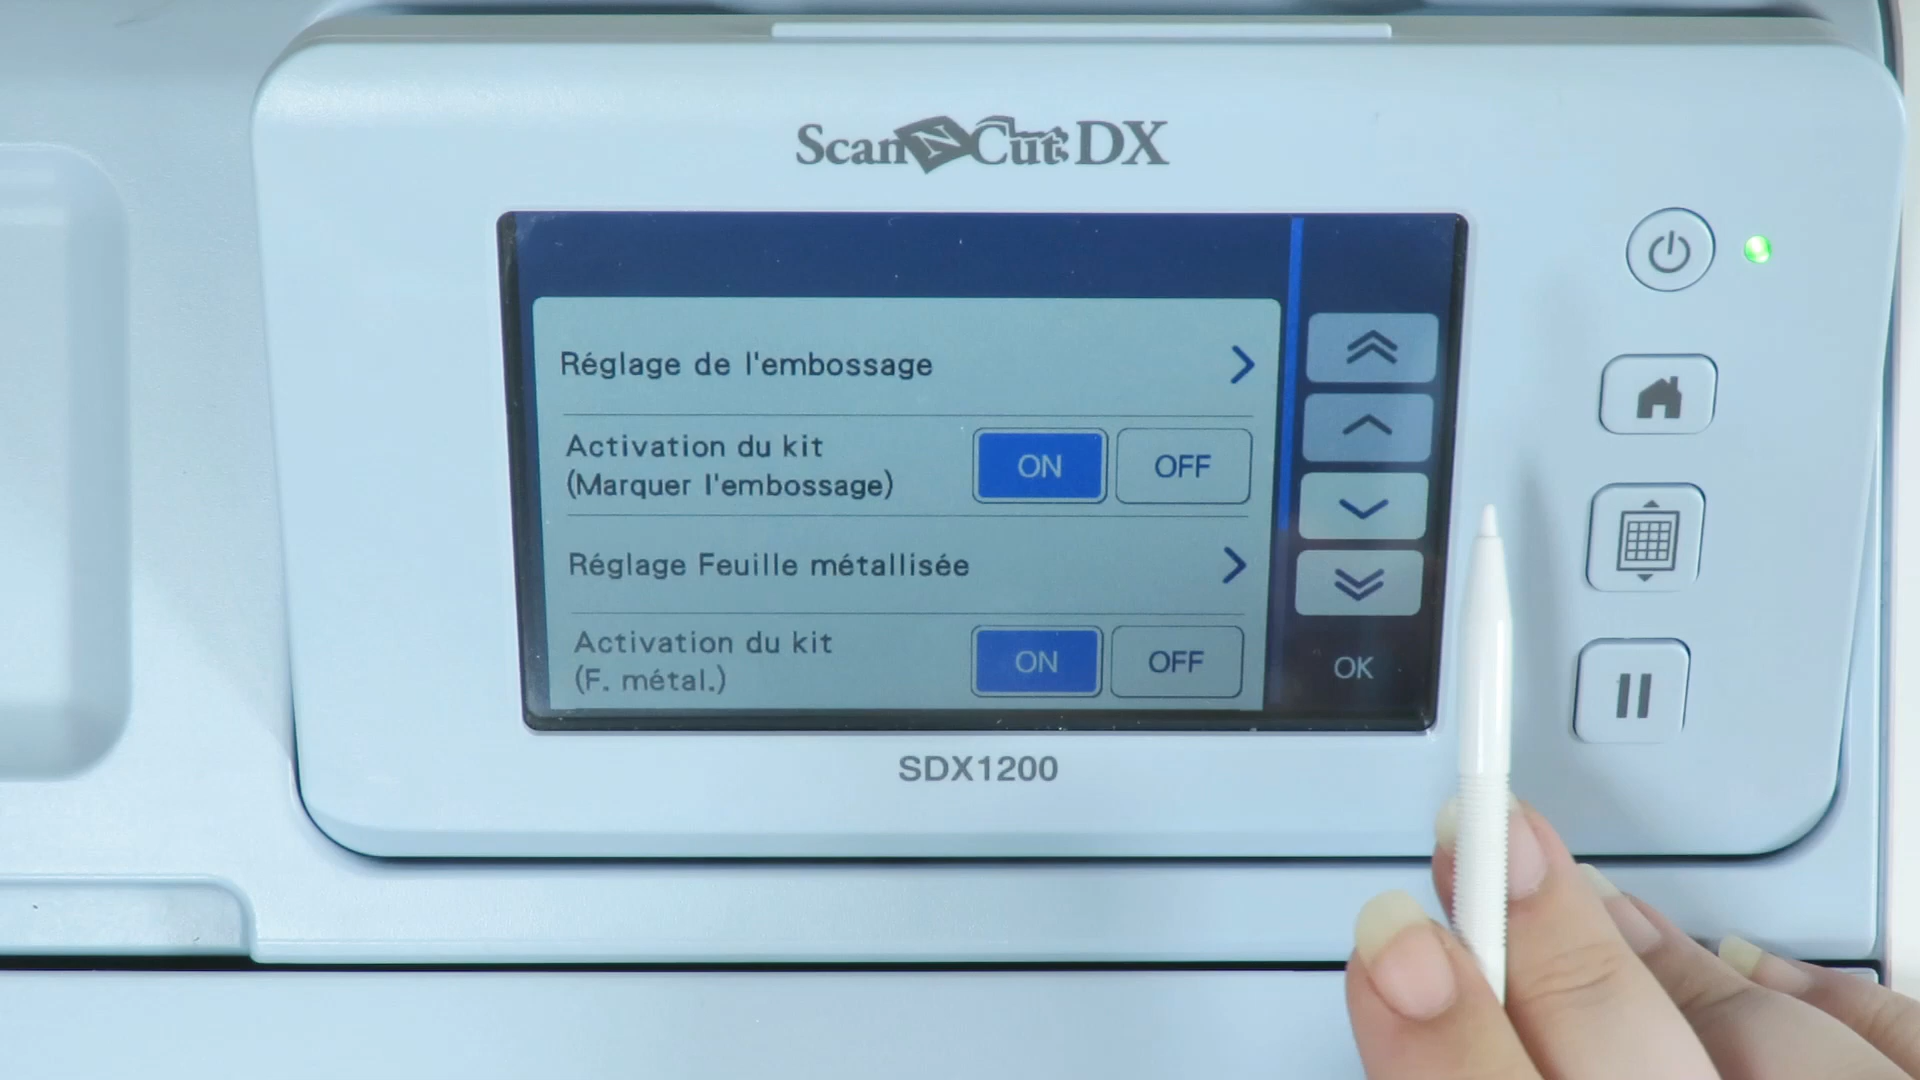 ScanNCut DX
Réglage de l'embossage
Activation du kit
(Marquer l'embossage)
ON
OFF
Réglage Feuille métallisée
Activation du kit
(F. métal.)
ON
OFF
OK
SDX1200